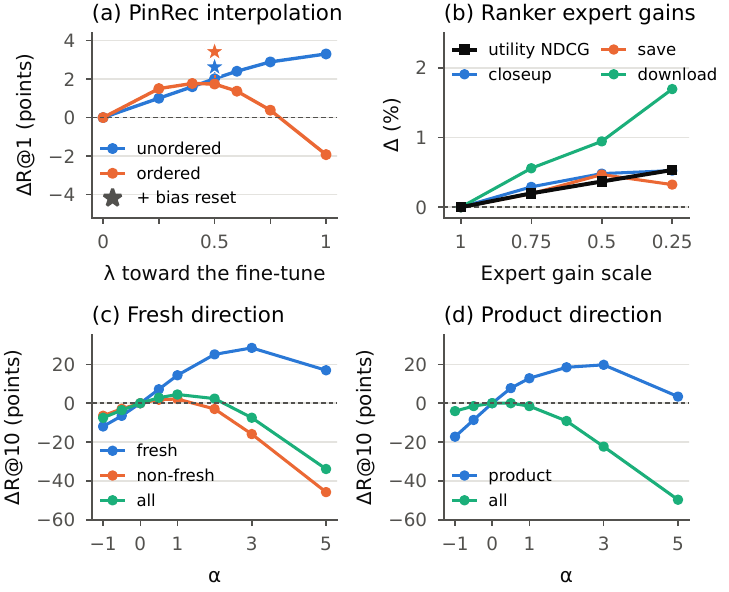 (a) PinRec interpolation
4
2
0
−2
−4
ΔR@1 (points)
unordered
ordered
+ bias reset
0
0.5
1
λ toward the fine-tune
(b) Ranker expert gains
utility NDCG
closeup
save
download
2
1
0
Δ (%)
1
0.75
0.5
0.25
Expert gain scale
(c) Fresh direction
20
0
−20
−40
−60
ΔR@10 (points)
fresh
non-fresh
all
−1
0
1
3
5
α
(d) Product direction
20
0
−20
−40
−60
ΔR@10 (points)
product
all
−1
0
1
3
5
α